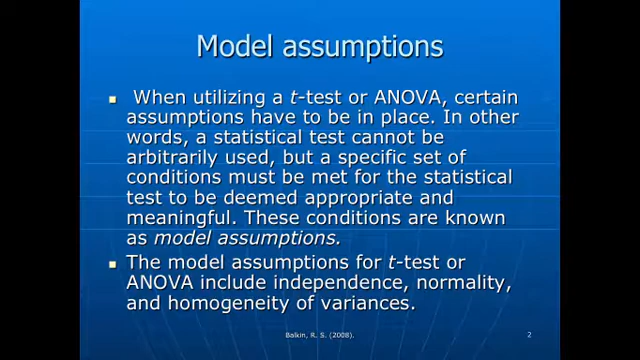 Model assumptions
When utilizing a t-test or ANOVA, certain
assumptions have to be in place. In other
words, a statistical test cannot be
arbitrarily used, but a specific set of
conditions must be met for the statistical
test to be deemed appropriate and
meaningful. These conditions are known
as model assumptions.
The model assumptions for t-test or
ANOVA include independence, normality,
and homogeneity of variances.
Balkin, R. S. (2008).
2